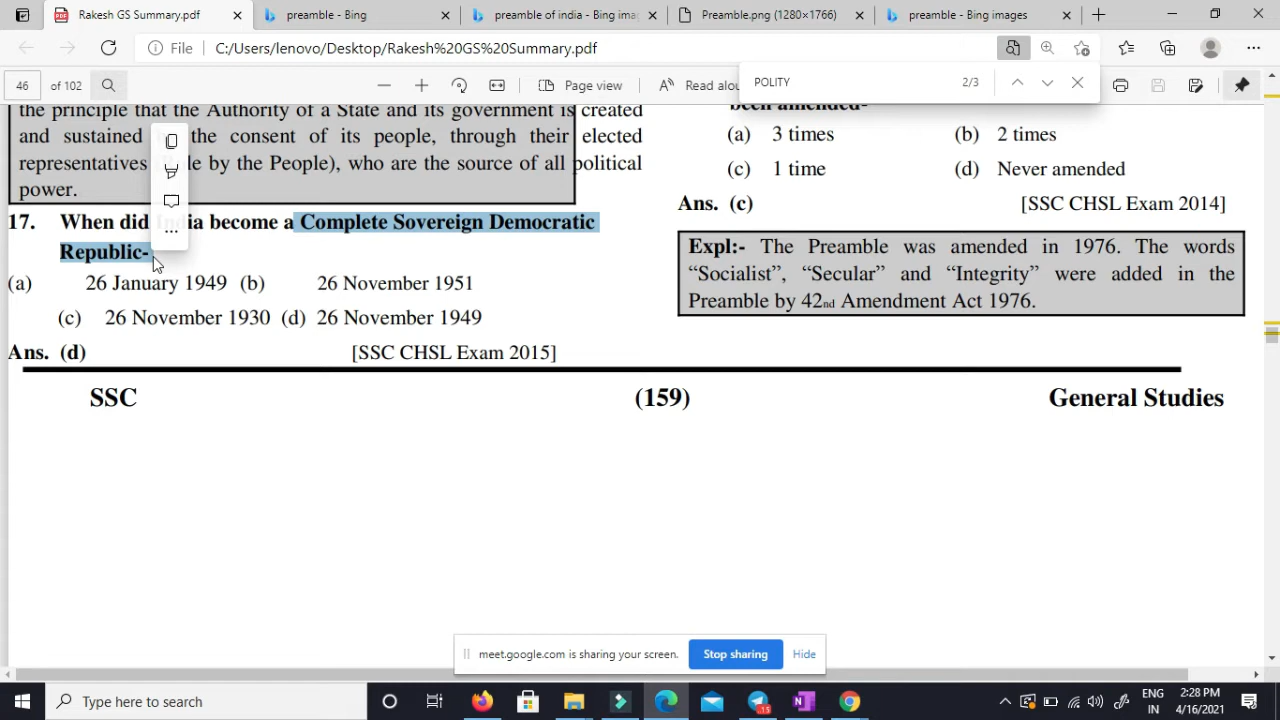 Rakesh GS Summary.pdf
preamble - Bing
preamble of india - Bing imag
Preamble.png (1280×1766)
preamble - Bing images
File
C:/Users/lenovo/Desktop/Rakesh%20GS%20Summary.pdf
46 of 102
Page view
Read alou
POLITY
2/3
the principle that the Authority of a State and its government is created
and sustained the consent of its people, through their elected
representatives le by the People), who are the source of all political
power.
17. When did India become a Complete Sovereign Democratic
Republic-
(a) 26 January 1949 (b) 26 November 1951
(c) 26 November 1930 (d) 26 November 1949
Ans. (d) [SSC CHSL Exam 2015]
been amended-
(a) 3 times (b) 2 times
(c) 1 time (d) Never amended
Ans. (c) [SSC CHSL Exam 2014]
Expl:- The Preamble was amended in 1976. The words
“Socialist”, “Secular” and “Integrity” were added in the
Preamble by 42nd Amendment Act 1976.
SSC (159) General Studies
meet.google.com is sharing your screen.
Stop sharing
Hide
Type here to search
15
ENG
IN
2:28 PM
4/16/2021